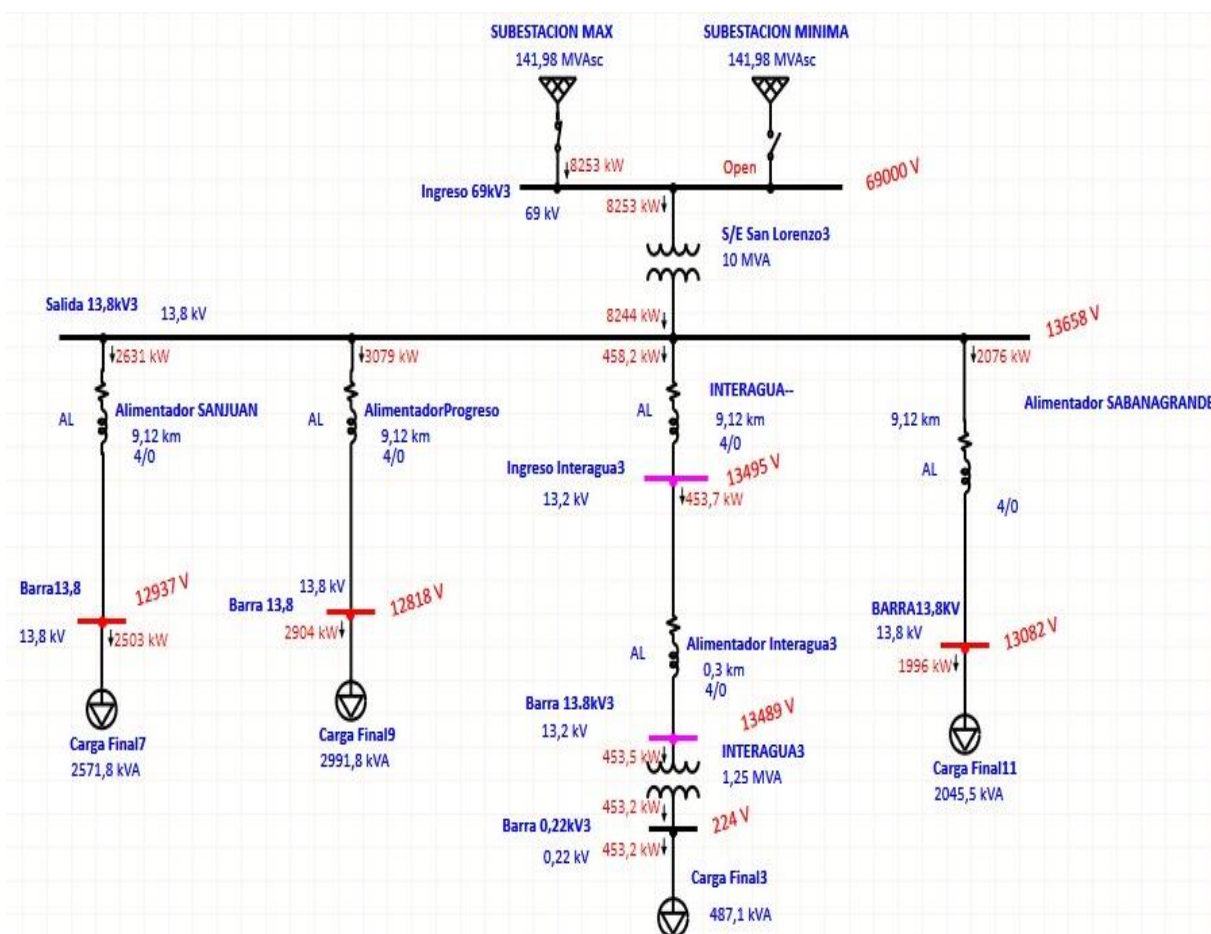 SUBESTACION MAX
141,98 MVAsc
SUBESTACION MINIMA
141,98 MVAsc
8253 kW
Open
69000 V
Ingreso 69kV3
69 kV
8253 kW
S/E San Lorenzo3
10 MVA
Salida 13,8kV3
13,8 kV
8244 kW
13658 V
2631 kW
3079 kW
458,2 kW
2076 kW
AL
Alimentador SANJUAN
9,12 km
4/0
AL
AlimentadorProgreso
9,12 km
4/0
AL
INTERAGUA--
9,12 km
4/0
Alimentador SABANAGRANDE
9,12 km
AL
4/0
Ingreso Interagua3
13,2 kV
13495 V
453,7 kW
Barra13,8
13,8 kV
12937 V
2503 kW
13,8 kV
Barra 13,8
12818 V
2904 kW
AL
Alimentador Interagua3
0,3 km
4/0
BARRA13,8KV
13,8 kV
13082 V
1996 kW
Barra 13.8kV3
13,2 kV
13489 V
453,5 kW
INTERAGUA3
1,25 MVA
Carga Final7
2571,8 kVA
Carga Final9
2991,8 kVA
Carga Final11
2045,5 kVA
453,2 kW
Barra 0,22kV3
0,22 kV
224 V
453,2 kW
Carga Final3
487,1 kVA